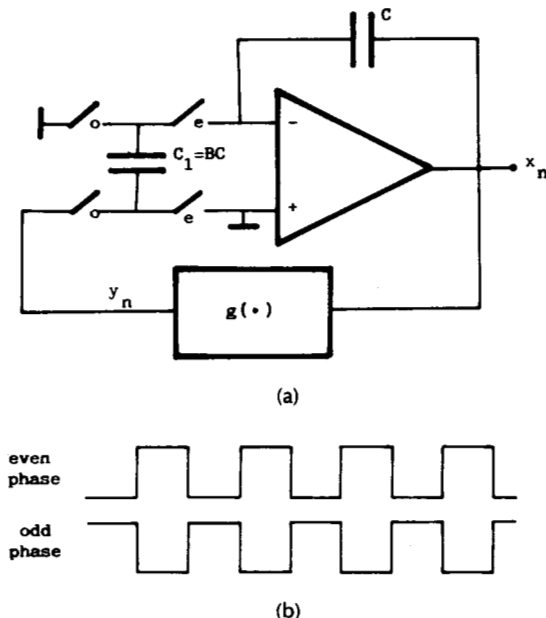 C
o
e
−
C₁=BC
xₙ
o
e
+
yₙ
g(•)
(a)
even
phase
odd
phase
(b)